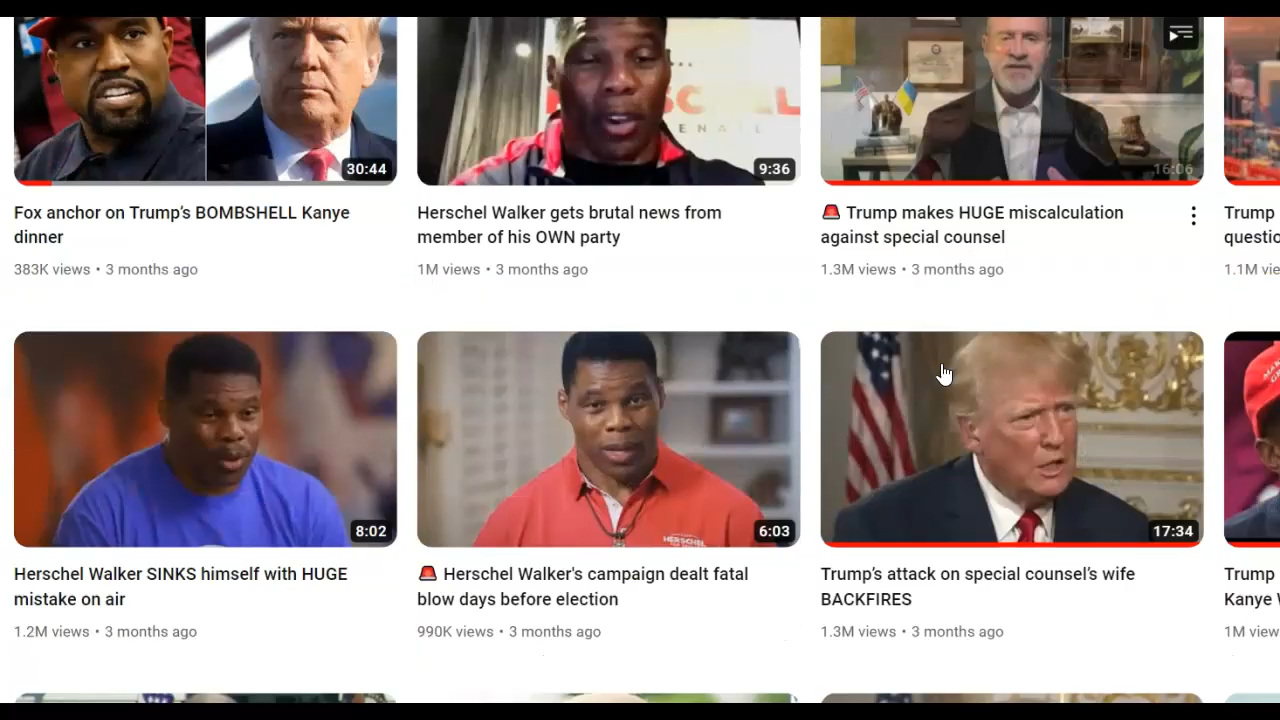 SCHEL
ENAT
30:44
9:36
16:06
Fox anchor on Trump’s BOMBSHELL Kanye
dinner
383K views • 3 months ago
Herschel Walker gets brutal news from
member of his OWN party
1M views • 3 months ago
🚨 Trump makes HUGE miscalculation
against special counsel
1.3M views • 3 months ago
Trump
questio
1.1M vie
8:02
HERSCHEL
6:03
17:34
Herschel Walker SINKS himself with HUGE
mistake on air
1.2M views • 3 months ago
🚨 Herschel Walker's campaign dealt fatal
blow days before election
990K views • 3 months ago
Trump’s attack on special counsel’s wife
BACKFIRES
1.3M views • 3 months ago
Trump
Kanye W
1M view